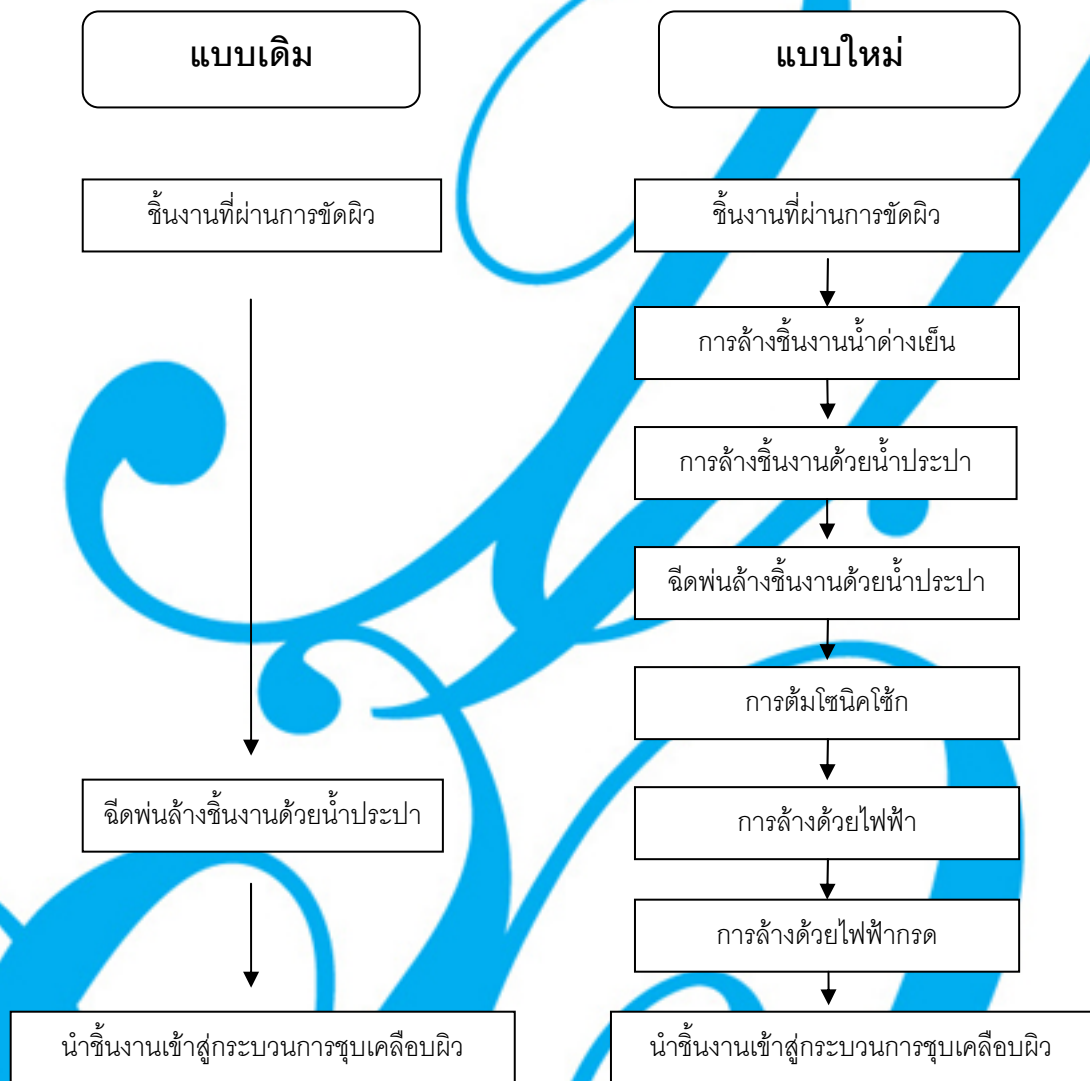 แบบเดิม
ชิ้นงานที่ผ่านการขัดผิว
ฉีดพ่นล้างชิ้นงานด้วยน้ำประปา
นำชิ้นงานเข้าสู่กระบวนการชุบเคลือบผิว
แบบใหม่
ชิ้นงานที่ผ่านการขัดผิว
การล้างชิ้นงานน้ำด่างเย็น
การล้างชิ้นงานด้วยน้ำประปา
ฉีดพ่นล้างชิ้นงานด้วยน้ำประปา
การต้มโซนิคโซ้ก
การล้างด้วยไฟฟ้า
การล้างด้วยไฟฟ้ากรด
นำชิ้นงานเข้าสู่กระบวนการชุบเคลือบผิว